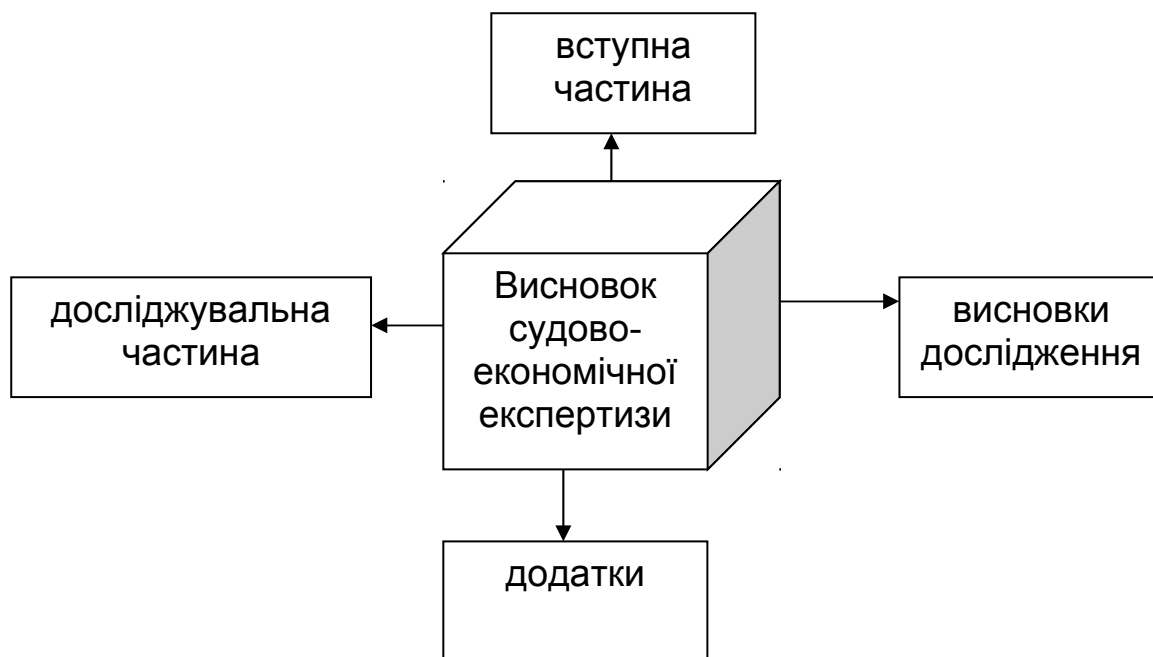 вступна
частина
досліджувальна
частина
Висновок
судово-
економічної
експертизи
висновки
дослідження
додатки